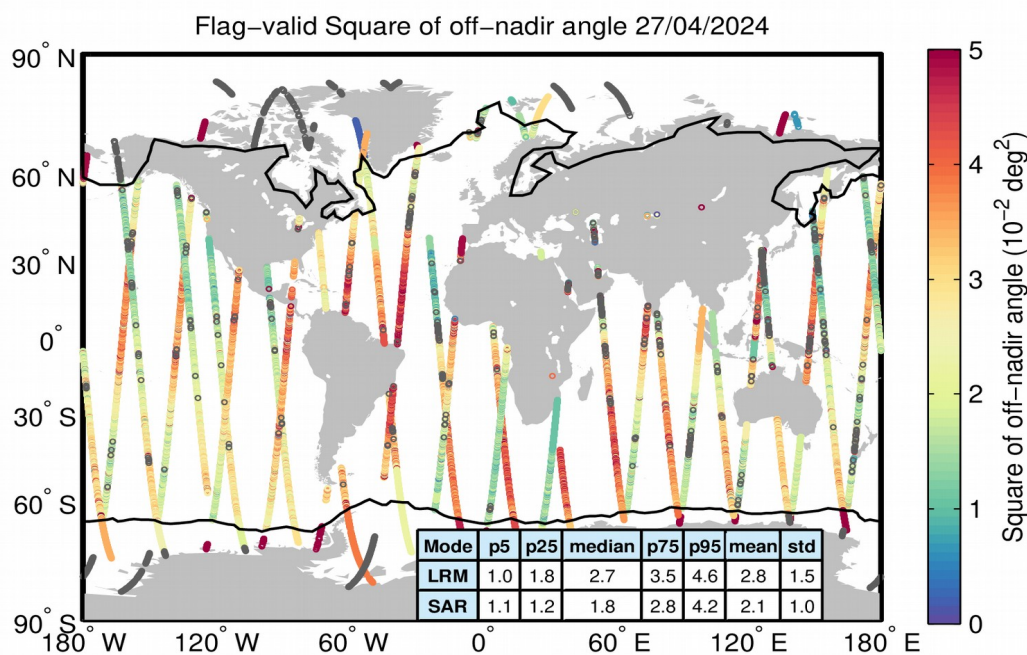 Flag−valid Square of off−nadir angle 27/04/2024
90° N
60° N
30° N
0°
30° S
60° S
90° S
180° W
120° W
60° W
0°
60° E
120° E
180° E
Mode p5 p25 median p75 p95 mean std
LRM 1.0 1.8 2.7 3.5 4.6 2.8 1.5
SAR 1.1 1.2 1.8 2.8 4.2 2.1 1.0
5
4
3
2
1
0
Square of off−nadir angle (10⁻² deg²)